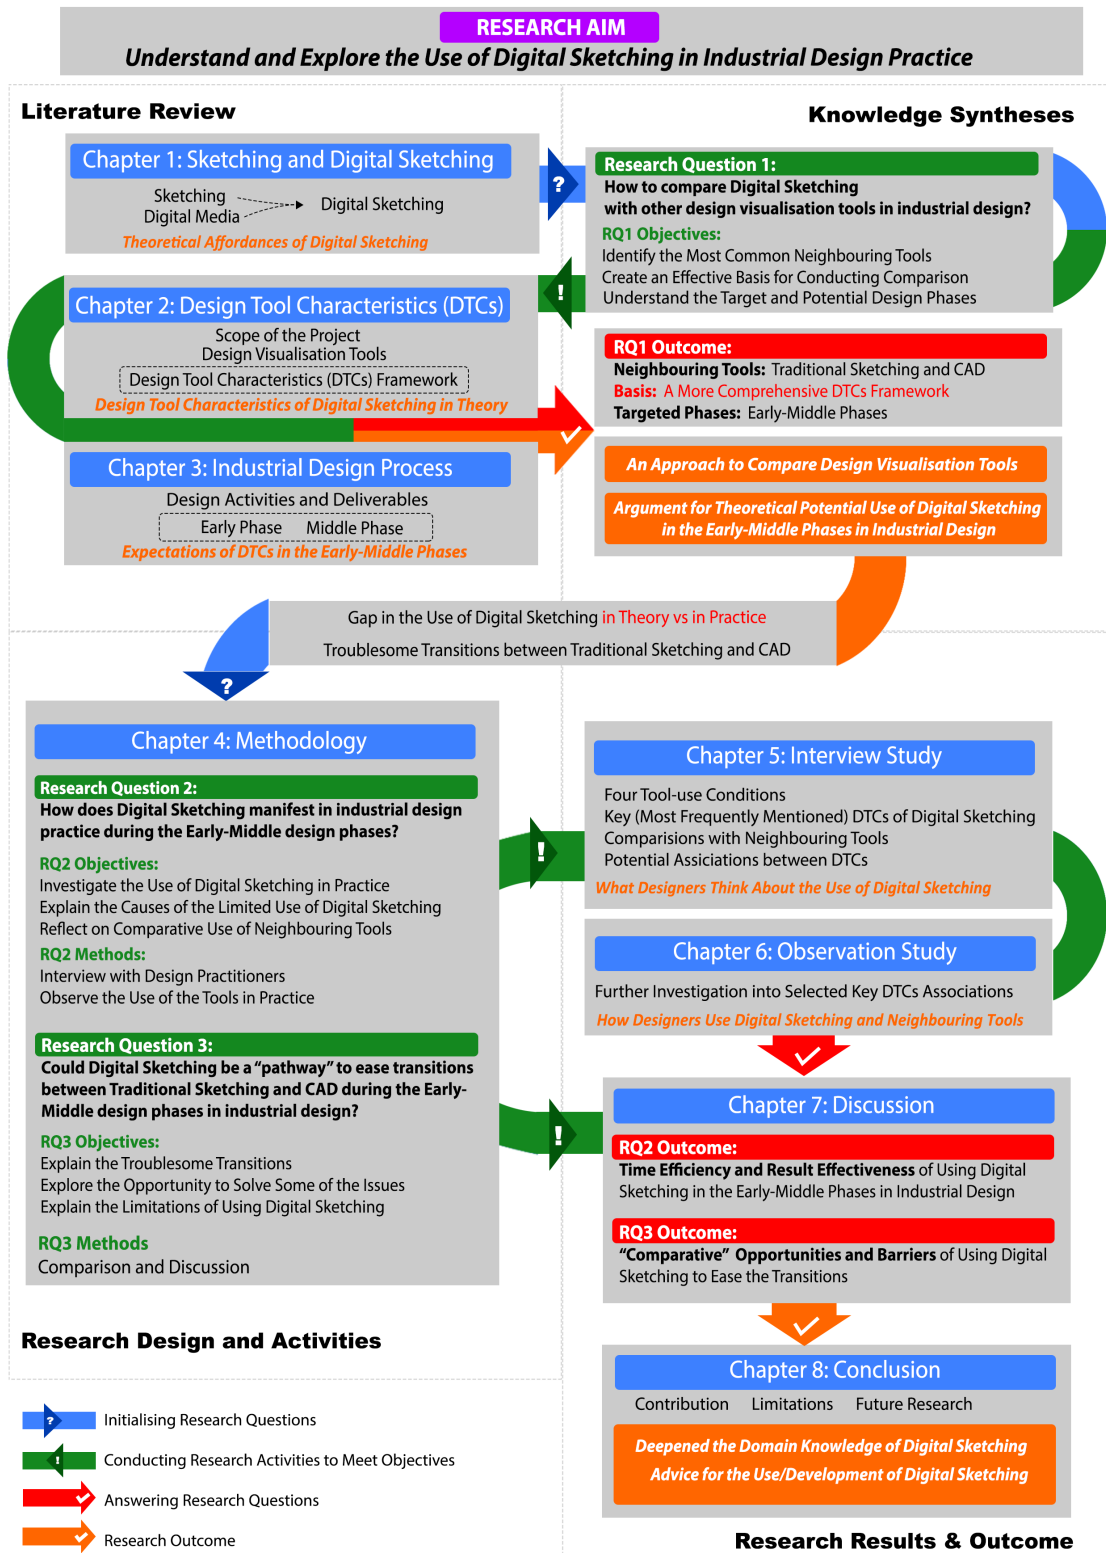 RESEARCH AIM
Understand and Explore the Use of Digital Sketching in Industrial Design Practice
Literature Review
Knowledge Syntheses
Chapter 1: Sketching and Digital Sketching
Sketching
Digital Media
Digital Sketching
Theoretical Affordances of Digital Sketching
?
Research Question 1:
How to compare Digital Sketching
with other design visualisation tools in industrial design?
RQ1 Objectives:
Identify the Most Common Neighbouring Tools
Create an Effective Basis for Conducting Comparison
Understand the Target and Potential Design Phases
!
Chapter 2: Design Tool Characteristics (DTCs)
Scope of the Project
Design Visualisation Tools
Design Tool Characteristics (DTCs) Framework
Design Tool Characteristics of Digital Sketching in Theory
Chapter 3: Industrial Design Process
Design Activities and Deliverables
Early Phase Middle Phase
Expectations of DTCs in the Early-Middle Phases
RQ1 Outcome:
Neighbouring Tools: Traditional Sketching and CAD
Basis: A More Comprehensive DTCs Framework
Targeted Phases: Early-Middle Phases
An Approach to Compare Design Visualisation Tools
Argument for Theoretical Potential Use of Digital Sketching
in the Early-Middle Phases in Industrial Design
Gap in the Use of Digital Sketching in Theory vs in Practice
Troublesome Transitions between Traditional Sketching and CAD
?
Chapter 4: Methodology
Research Question 2:
How does Digital Sketching manifest in industrial design
practice during the Early-Middle design phases?
RQ2 Objectives:
Investigate the Use of Digital Sketching in Practice
Explain the Causes of the Limited Use of Digital Sketching
Reflect on Comparative Use of Neighbouring Tools
RQ2 Methods:
Interview with Design Practitioners
Observe the Use of the Tools in Practice
Research Question 3:
Could Digital Sketching be a “pathway” to ease transitions
between Traditional Sketching and CAD during the Early-
Middle design phases in industrial design?
RQ3 Objectives:
Explain the Troublesome Transitions
Explore the Opportunity to Solve Some of the Issues
Explain the Limitations of Using Digital Sketching
RQ3 Methods
Comparison and Discussion
Research Design and Activities
!
Chapter 5: Interview Study
Four Tool-use Conditions
Key (Most Frequently Mentioned) DTCs of Digital Sketching
Comparisions with Neighbouring Tools
Potential Assiciations between DTCs
What Designers Think About the Use of Digital Sketching
Chapter 6: Observation Study
Further Investigation into Selected Key DTCs Associations
How Designers Use Digital Sketching and Neighbouring Tools
!
Chapter 7: Discussion
RQ2 Outcome:
Time Efficiency and Result Effectiveness of Using Digital
Sketching in the Early-Middle Phases in Industrial Design
RQ3 Outcome:
“Comparative” Opportunities and Barriers of Using Digital
Sketching to Ease the Transitions
Chapter 8: Conclusion
Contribution Limitations Future Research
Deepened the Domain Knowledge of Digital Sketching
Advice for the Use/Development of Digital Sketching
Research Results & Outcome
?
Initialising Research Questions
!
Conducting Research Activities to Meet Objectives
Answering Research Questions
Research Outcome